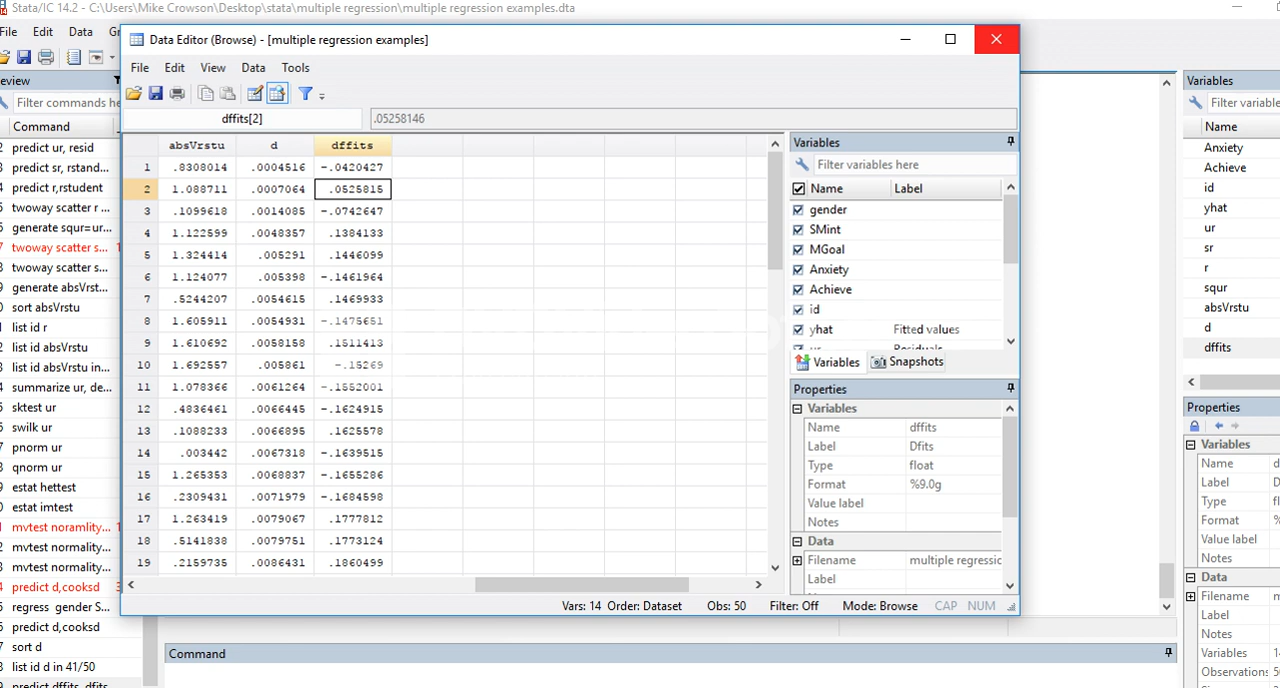 Stata/IC 14.2 - C:\Users\Mike Crowson\Desktop\stata\multiple regression\multiple regression examples.dta
File Edit Data
Data Editor (Browse) - [multiple regression examples]
File Edit View Data Tools
dffits[2] .05258146
absVrstu d dffits
1 .8308014 .0004516 -.0420427
2 1.088711 .0007064 .0525815
3 .1099618 .0014085 -.0742647
4 1.122599 .0048357 .1384133
5 1.324414 .005291 .1446099
6 1.124077 .005398 -.1461964
7 .5244207 .0054615 .1469933
8 1.605911 .0054931 -.1475651
9 1.610692 .0058158 .1511413
10 1.692557 .005861 -.15269
11 1.078366 .0061264 -.1552001
12 .4836461 .0066445 -.1624915
13 .1088233 .0066895 .1625578
14 .003442 .0067318 -.1639515
15 1.265353 .0068837 -.1655286
16 .2309431 .0071979 -.1684598
17 1.263419 .0079067 .1777812
18 .5141838 .0079751 .1773124
19 .2159735 .0086431 .1860499
Variables
Filter variables here
Name Label
gender
SMint
MGoal
Anxiety
Achieve
id
yhat Fitted values
ur Residuals
Variables Snapshots
Properties
Variables
Name dffits
Label Dfits
Type float
Format %9.0g
Value label
Notes
Data
Filename multiple regressio
Label
Vars: 14 Order: Dataset Obs: 50 Filter: Off Mode: Browse CAP NUM
eview
Filter commands he
Command
predict ur, resid
predict sr, rstand...
predict r,rstudent
twoway scatter r ...
generate squr=ur...
twoway scatter s...
twoway scatter s...
generate absVrst...
sort absVrstu
list id r
list id absVrstu
list id absVrstu in...
summarize ur, de...
sktest ur
swilk ur
pnorm ur
qnorm ur
estat hettest
estat imtest
mvtest noramlity...
mvtest normality...
mvtest normality...
predict d,cooksd
regress gender S...
predict d,cooksd
sort d
list id d in 41/50
predict dffits, dfits
Command
Variables
Filter variable
Name
Anxiety
Achieve
id
yhat
ur
sr
r
squr
absVrstu
d
dffits
Properties
Variables
Name d
Label D
Type fl
Format %
Value label
Notes
Data
Filename m
Label
Notes
Variables 14
Observations 50